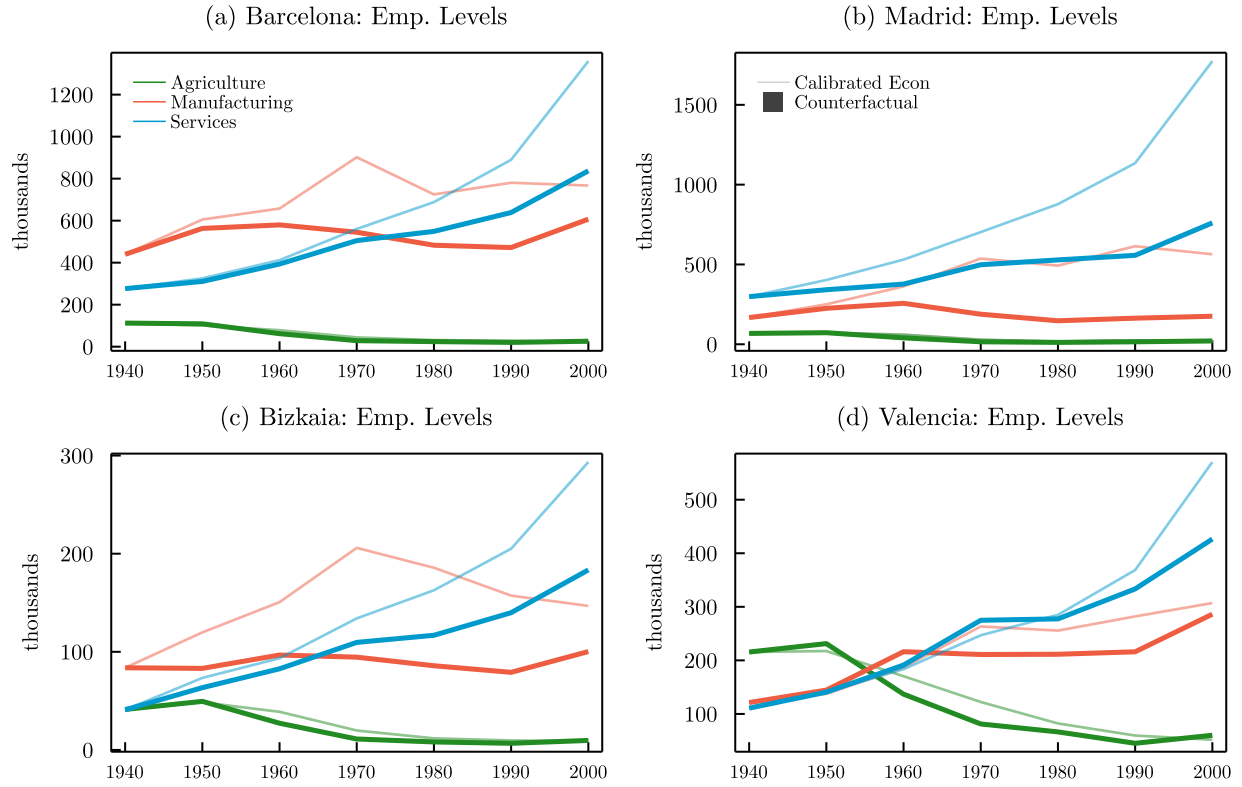 (a) Barcelona: Emp. Levels
thousands
1200
1000
800
600
400
200
0
Agriculture
Manufacturing
Services
1940 1950 1960 1970 1980 1990 2000
(b) Madrid: Emp. Levels
thousands
1500
1000
500
0
Calibrated Econ
Counterfactual
1940 1950 1960 1970 1980 1990 2000
(c) Bizkaia: Emp. Levels
thousands
300
200
100
0
1940 1950 1960 1970 1980 1990 2000
(d) Valencia: Emp. Levels
thousands
500
400
300
200
100
1940 1950 1960 1970 1980 1990 2000